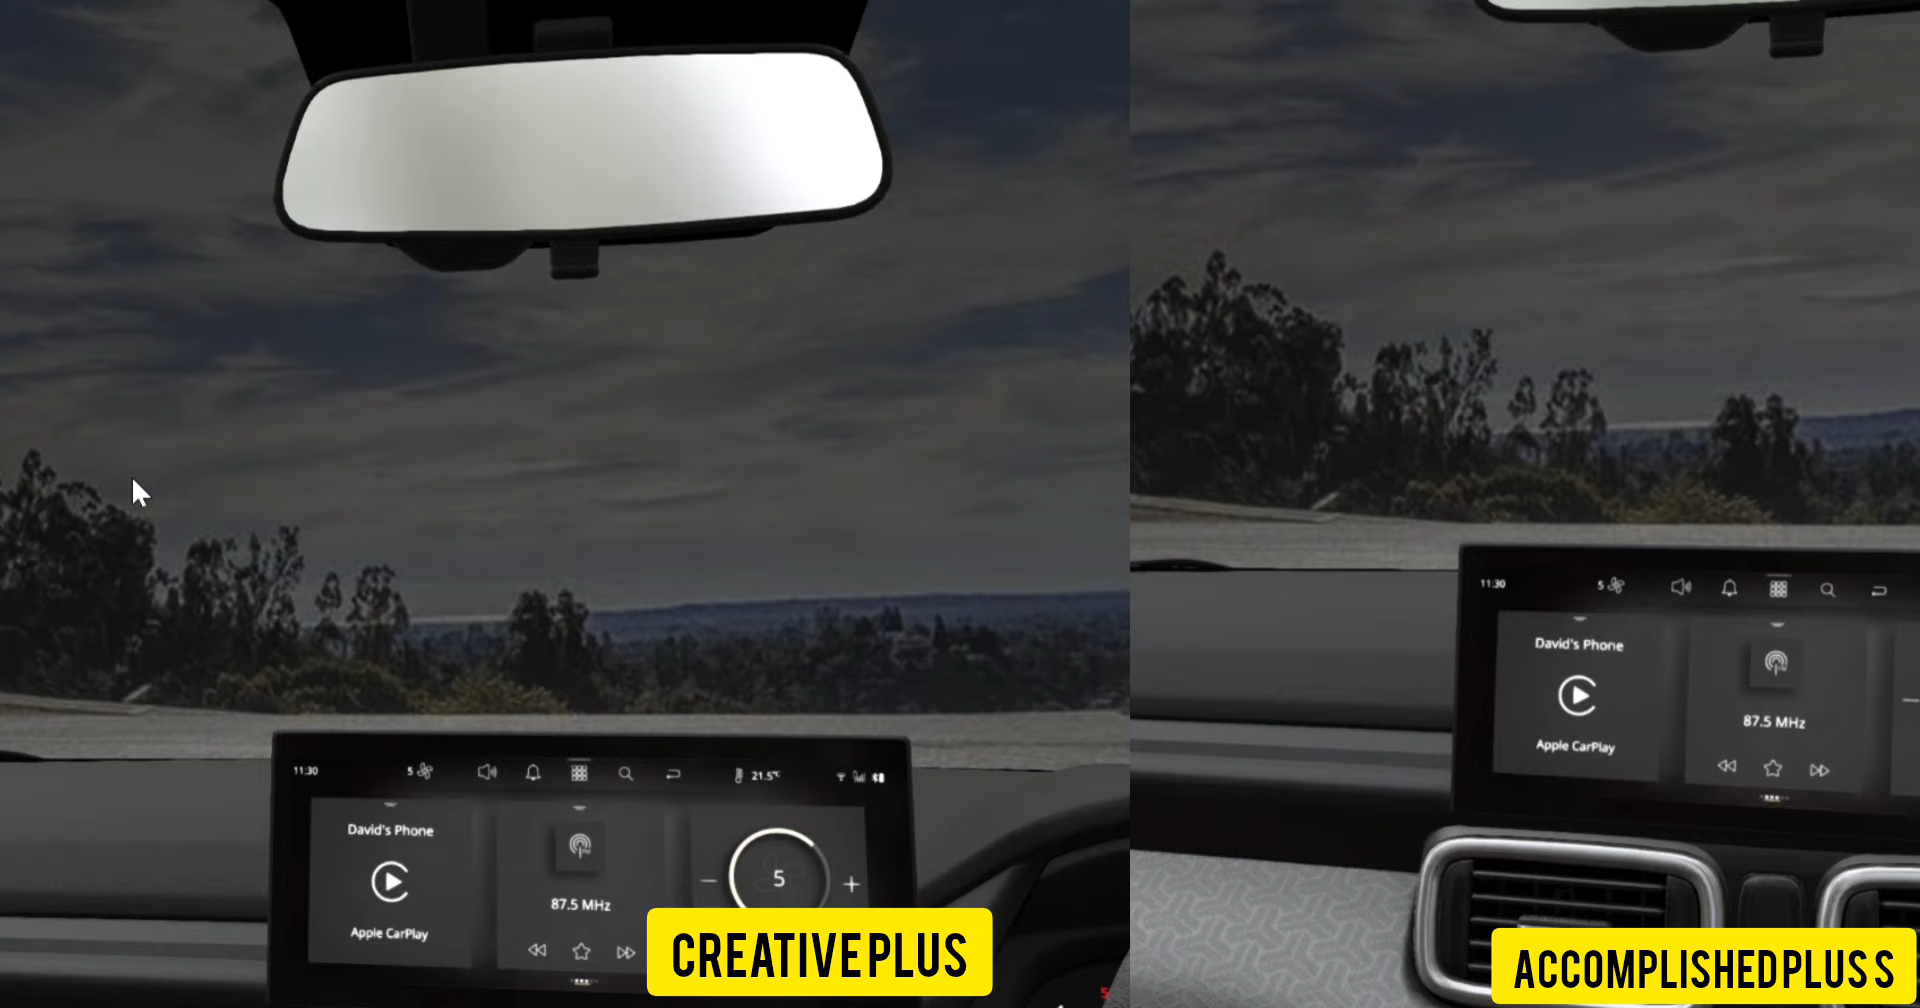 11:30
5
21.5℃
David's Phone
Apple CarPlay
87.5 MHz
5
CREATIVE PLUS
11:30
5
David's Phone
Apple CarPlay
87.5 MHz
ACCOMPLISHED PLUS S